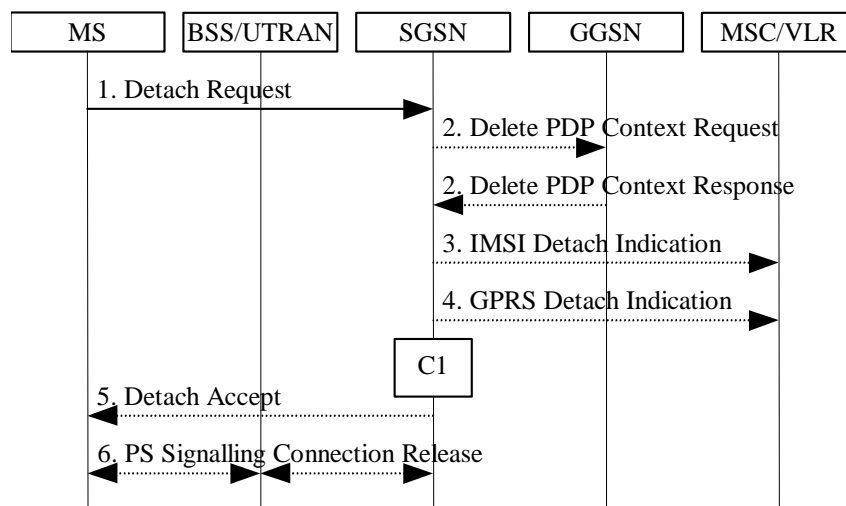 MS BSS/UTRAN SGSN GGSN MSC/VLR
1. Detach Request
2. Delete PDP Context Request
2. Delete PDP Context Response
3. IMSI Detach Indication
4. GPRS Detach Indication
C1
5. Detach Accept
6. PS Signalling Connection Release